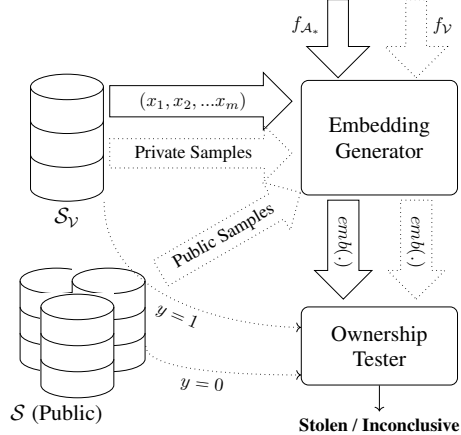 f_{𝒜_*}
f_𝒱
(x_1, x_2, ...x_m)
Embedding
Generator
Private Samples
𝒮_𝒱
Public Samples
emb(.)
emb(.)
y = 1
Ownership
Tester
y = 0
𝒮 (Public)
Stolen / Inconclusive